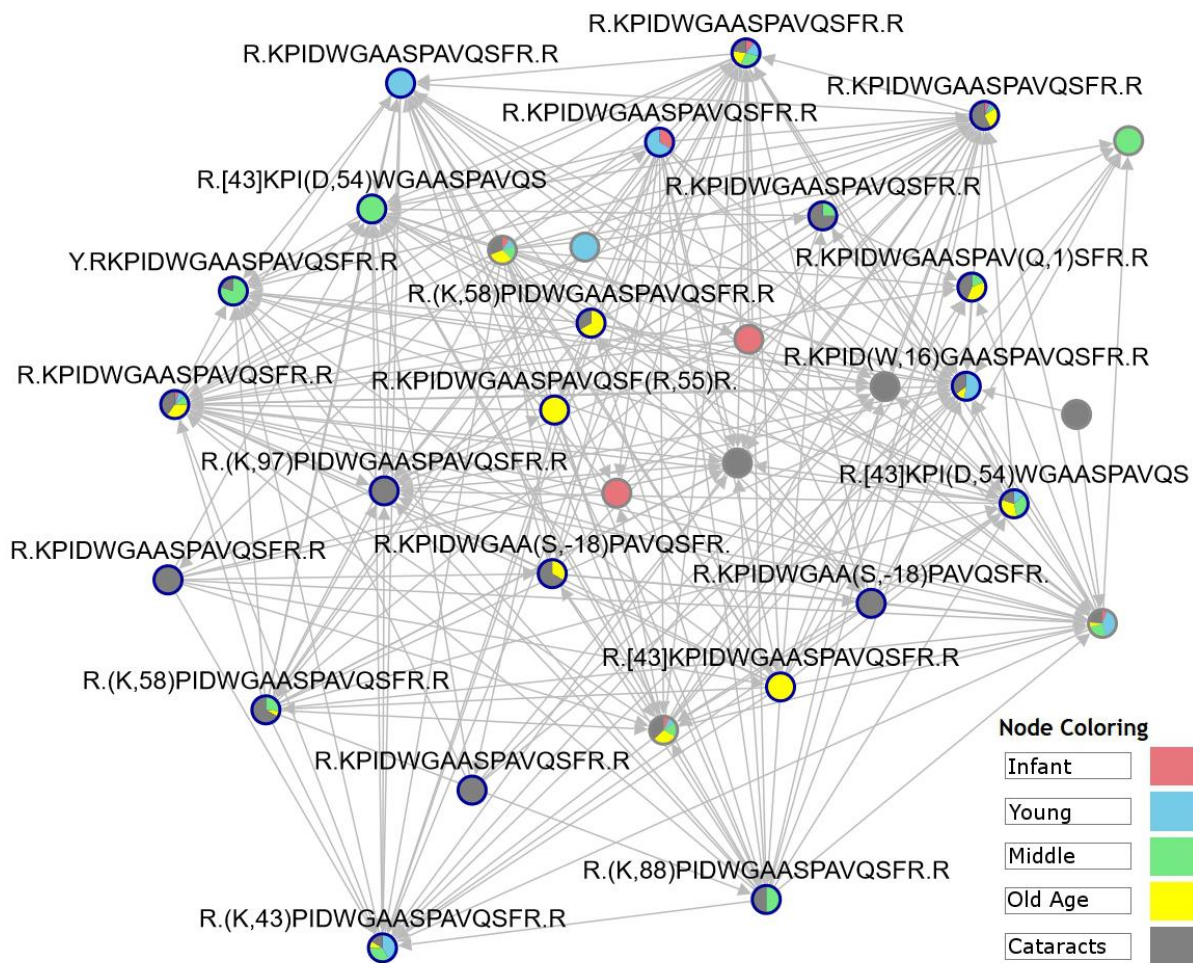 R.KPIDWGAASPAVQSFR.R
R.KPIDWGAASPAVQSFR.R
R.KPIDWGAASPAVQSFR.R
R.KPIDWGAASPAVQSFR.R
R.[43]KPI(D,54)WGAASPAVQS
R.KPIDWGAASPAVQSFR.R
Y.RKPIDWGAASPAVQSFR.R
R.KPIDWGAASPAV(Q,1)SFR.R
R.(K,58)PIDWGAASPAVQSFR.R
R.KPID(W,16)GAASPAVQSFR.R
R.KPIDWGAASPAVQSFR.R
R.KPIDWGAASPAVQSF(R,55)R.
R.(K,97)PIDWGAASPAVQSFR.R
R.[43]KPI(D,54)WGAASPAVQS
R.KPIDWGAASPAVQSFR.R
R.KPIDWGAA(S,-18)PAVQSFR.
R.KPIDWGAA(S,-18)PAVQSFR.
R.[43]KPIDWGAASPAVQSFR.R
R.(K,58)PIDWGAASPAVQSFR.R
R.KPIDWGAASPAVQSFR.R
R.(K,88)PIDWGAASPAVQSFR.R
R.(K,43)PIDWGAASPAVQSFR.R
Node Coloring
Infant
Young
Middle
Old Age
Cataracts